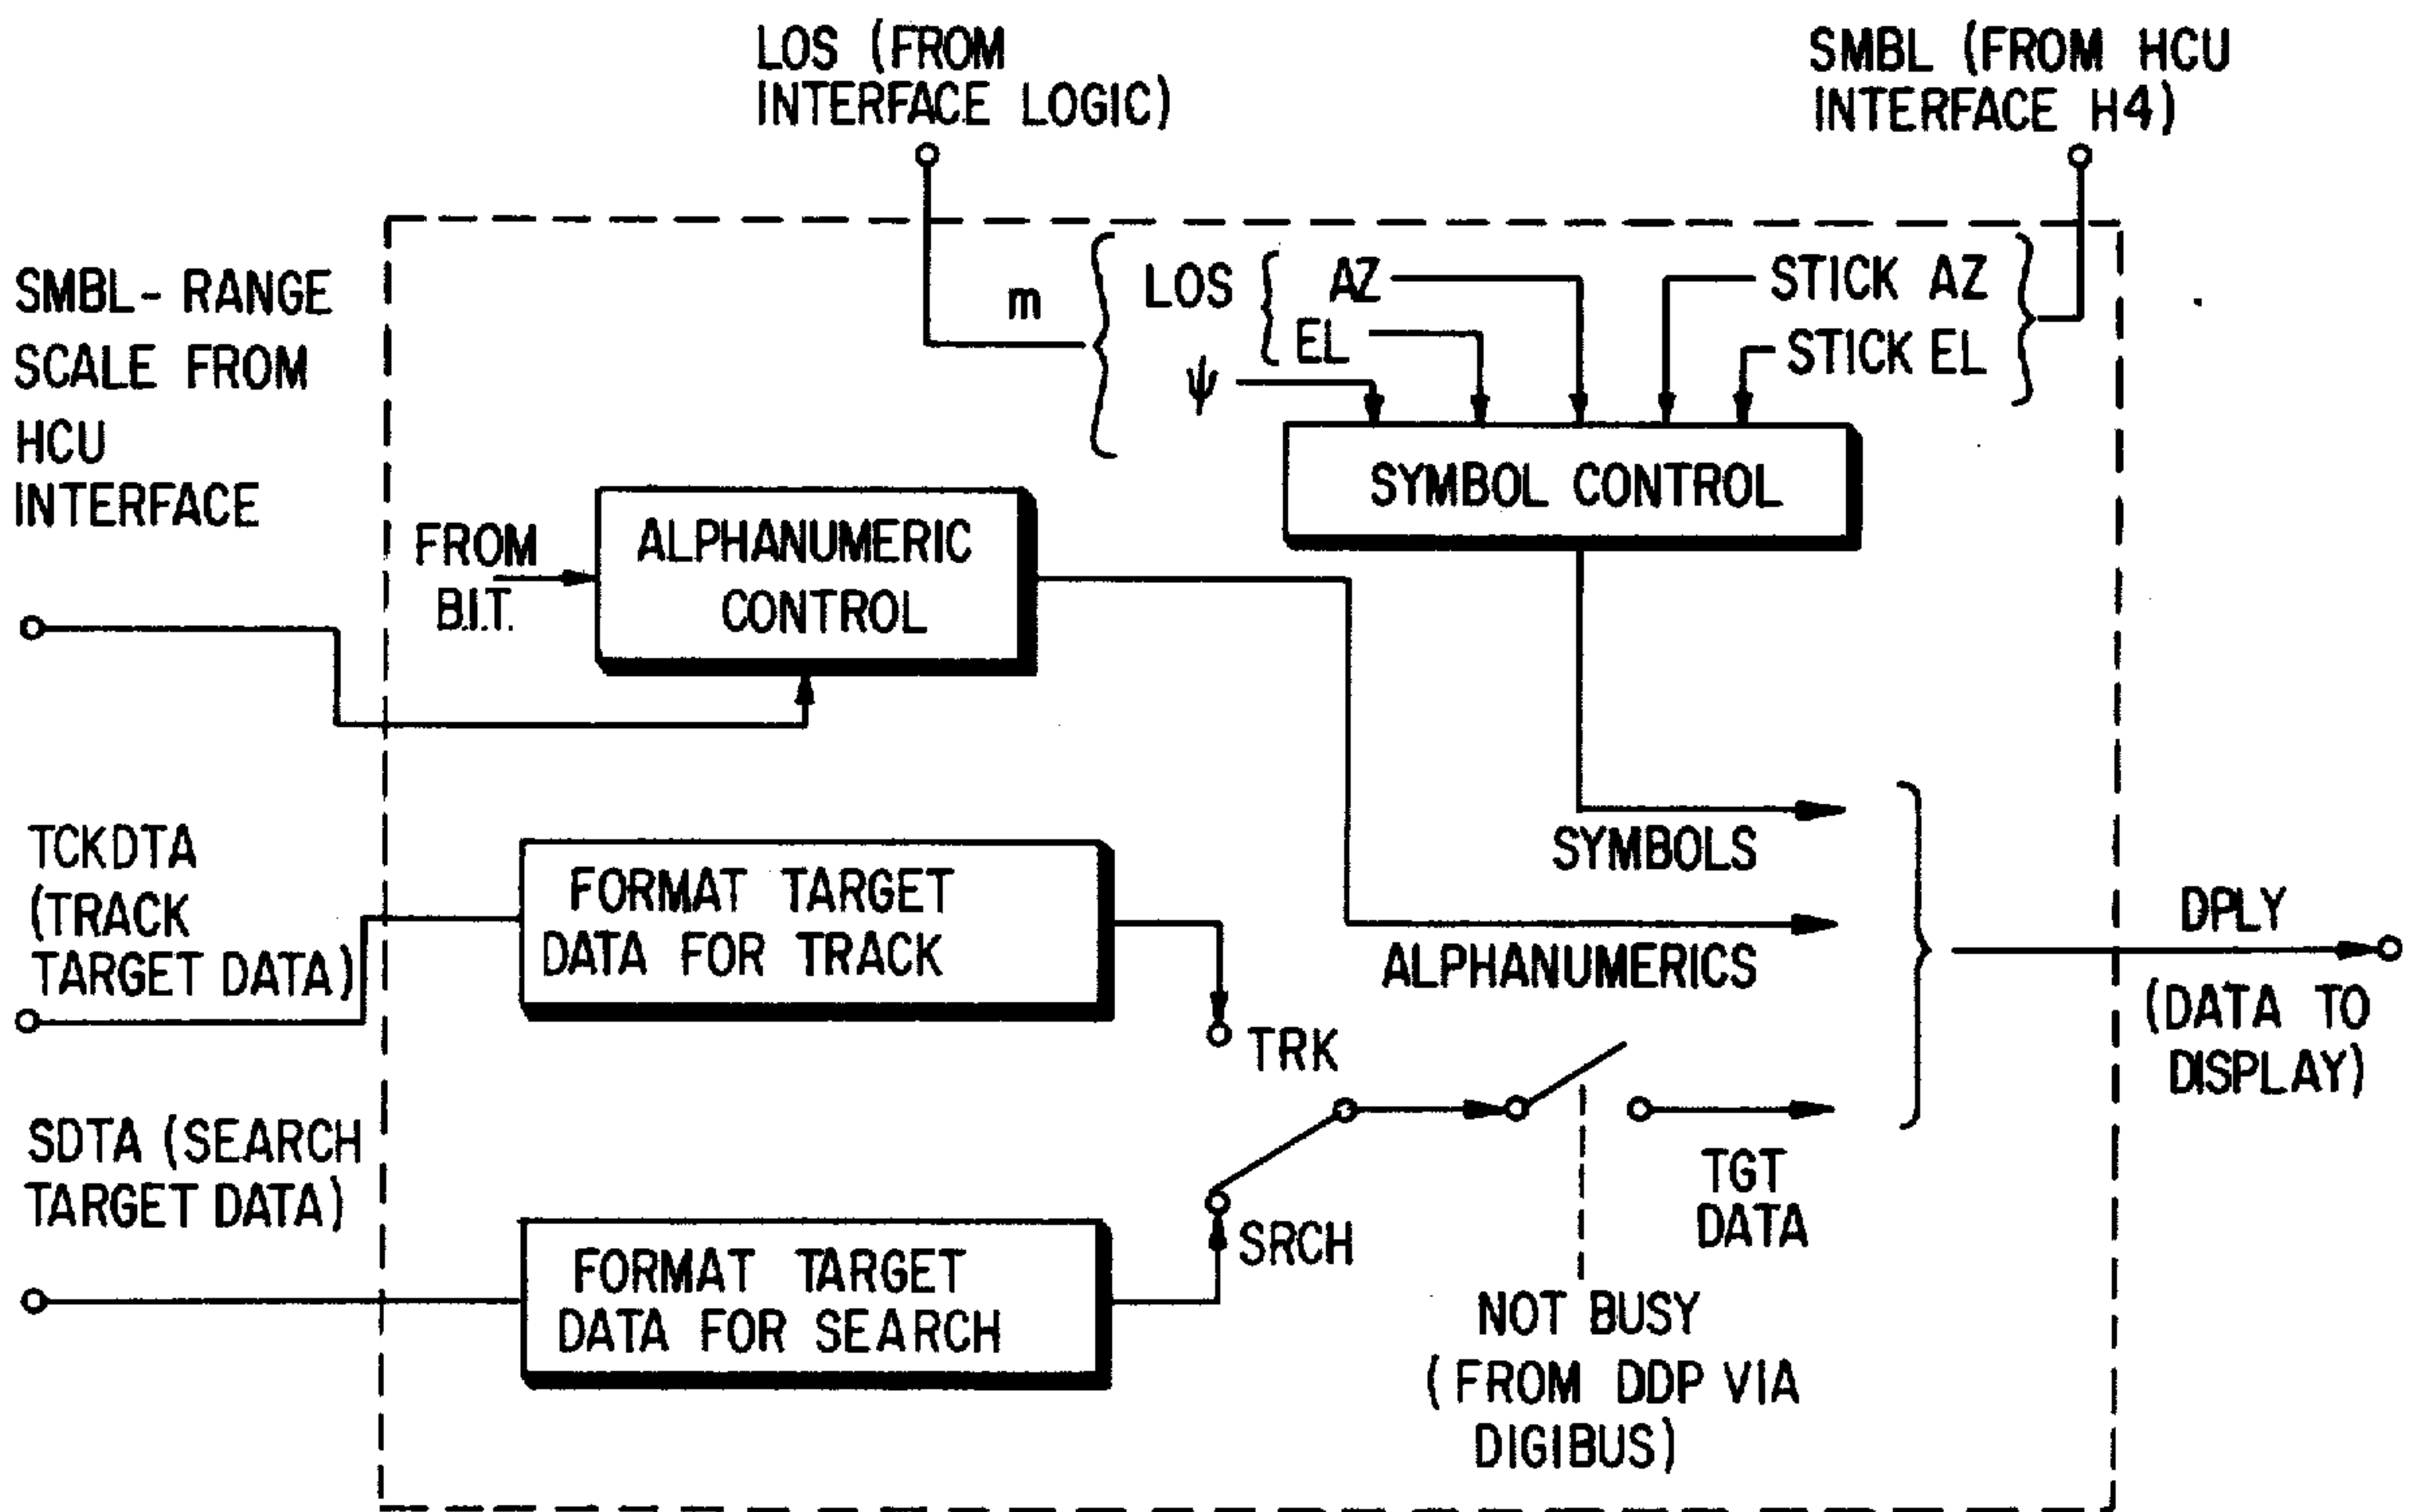 LOS (FROM
INTERFACE LOGIC)
SMBL (FROM HCU
INTERFACE H4)
SMBL- RANGE
SCALE FROM
HCU
INTERFACE
m
LOS
AZ
EL
ψ
STICK AZ
STICK EL
SYMBOL CONTROL
FROM
B.I.T.
ALPHANUMERIC
CONTROL
TCKDTA
(TRACK
TARGET DATA)
FORMAT TARGET
DATA FOR TRACK
SYMBOLS
ALPHANUMERICS
TRK
DPLY
(DATA TO
DISPLAY)
SDTA (SEARCH
TARGET DATA)
FORMAT TARGET
DATA FOR SEARCH
SRCH
TGT
DATA
NOT BUSY
(FROM DDP VIA
DIGIBUS)